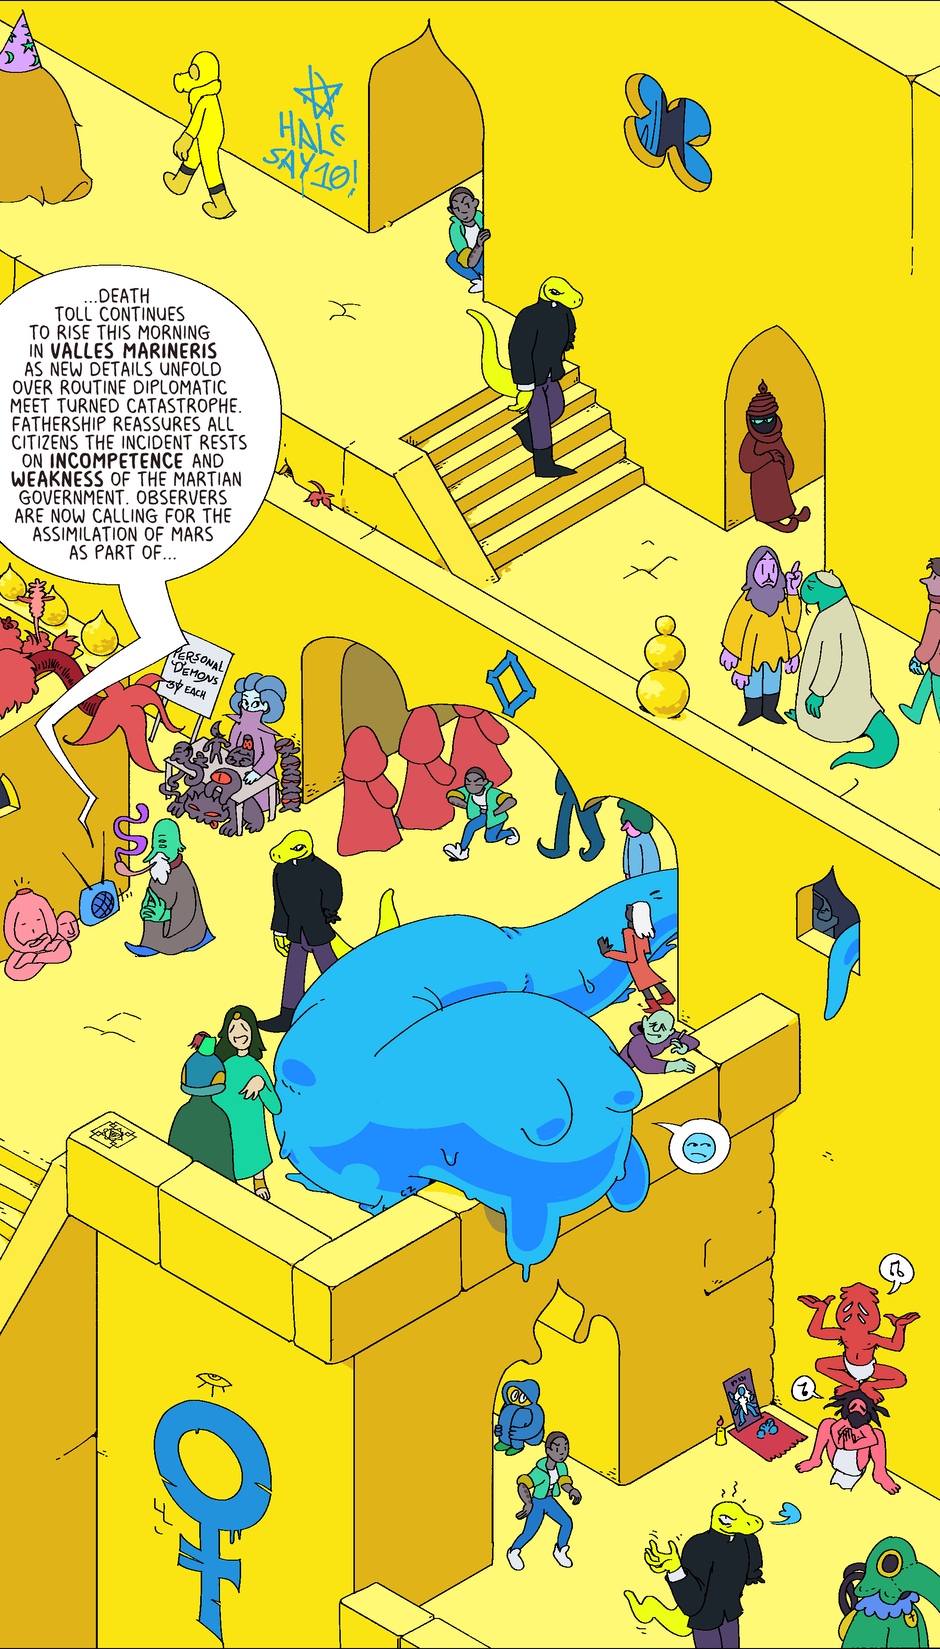 HALE
SAY 10!
...DEATH
TOLL CONTINUES
TO RISE THIS MORNING
IN VALLES MARINERIS
AS NEW DETAILS UNFOLD
OVER ROUTINE DIPLOMATIC
MEET TURNED CATASTROPHE.
FATHERSHIP REASSURES ALL
CITIZENS THE INCIDENT RESTS
ON INCOMPETENCE AND
WEAKNESS OF THE MARTIAN
GOVERNMENT. OBSERVERS
ARE NOW CALLING FOR THE
ASSIMILATION OF MARS
AS PART OF...
PERSONAL
DEMONS
EACH